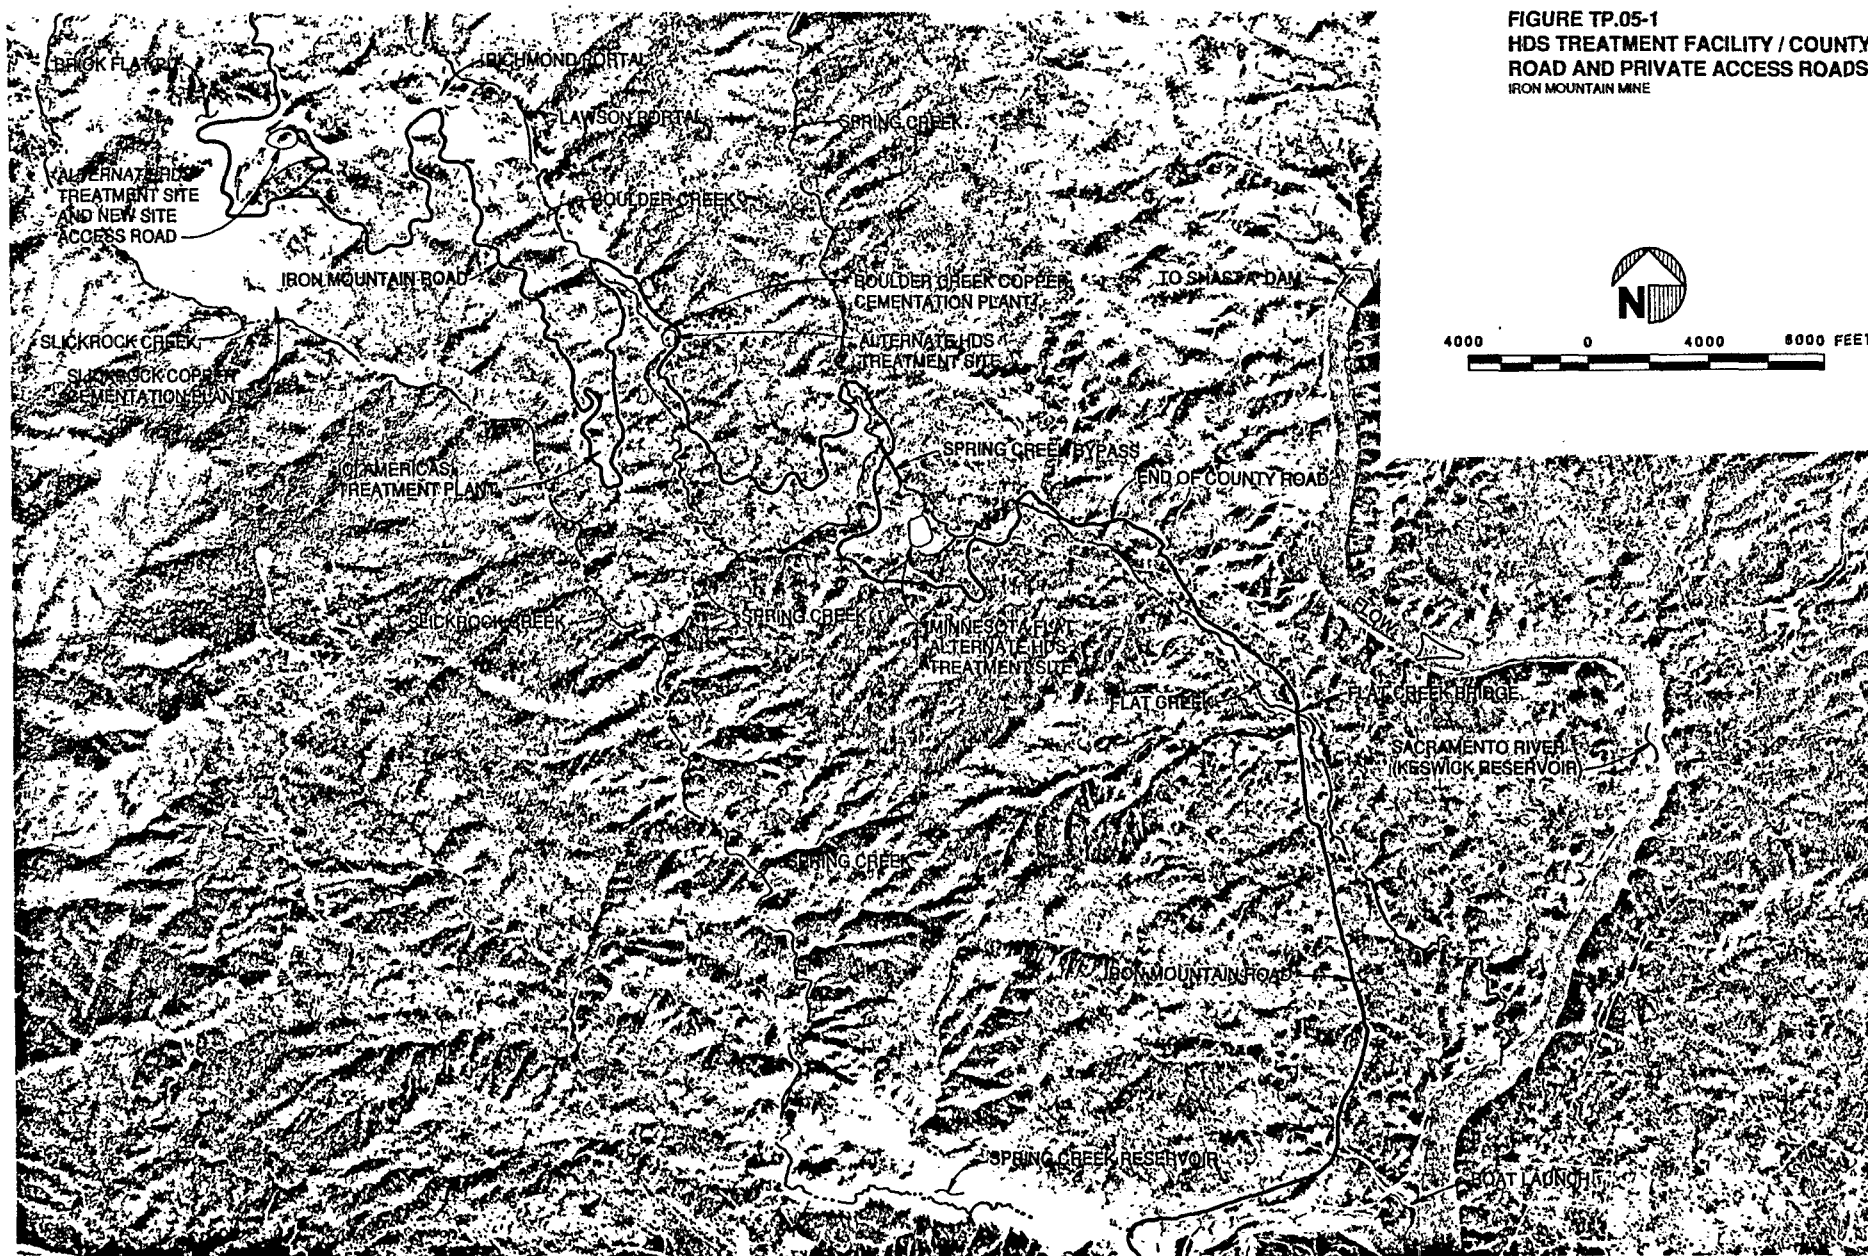 FIGURE TP.05-1
HDS TREATMENT FACILITY / COUNTY
ROAD AND PRIVATE ACCESS ROADS
IRON MOUNTAIN MINE
N
4000 0 4000 8000 FEET
BRICK FLAT PIT
RICHMOND PORTAL
LAWSON PORTAL
SPRING CREEK
ALTERNATE HDS
TREATMENT SITE
AND NEW SITE
ACCESS ROAD
BOULDER CREEK
IRON MOUNTAIN ROAD
BOULDER CREEK COPPER
CEMENTATION PLANT
TO SHASTA DAM
SLICKROCK CREEK
ALTERNATE HDS
TREATMENT SITE
SLICKROCK COPPER
CEMENTATION PLANT
SPRING CREEK BYPASS
ICI AMERICAS
TREATMENT PLANT
END OF COUNTY ROAD
FLOW
SLICKROCK CREEK
SPRING CREEK
MINNESOTA FLAT
ALTERNATE HDS
TREATMENT SITE
FLAT CREEK
FLAT CREEK BRIDGE
SACRAMENTO RIVER
(KESWICK RESERVOIR)
SPRING CREEK
IRON MOUNTAIN ROAD
SPRING CREEK RESERVOIR
BOAT LAUNCH